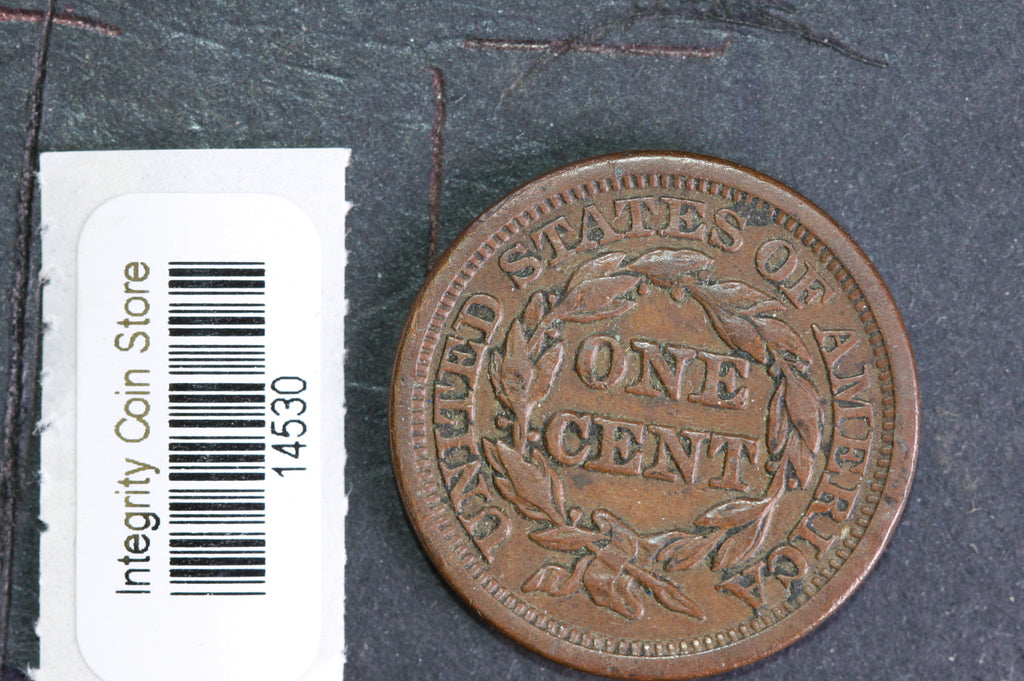 Integrity Coin Store
14530
UNITED STATES OF AMERICA
ONE
CENT